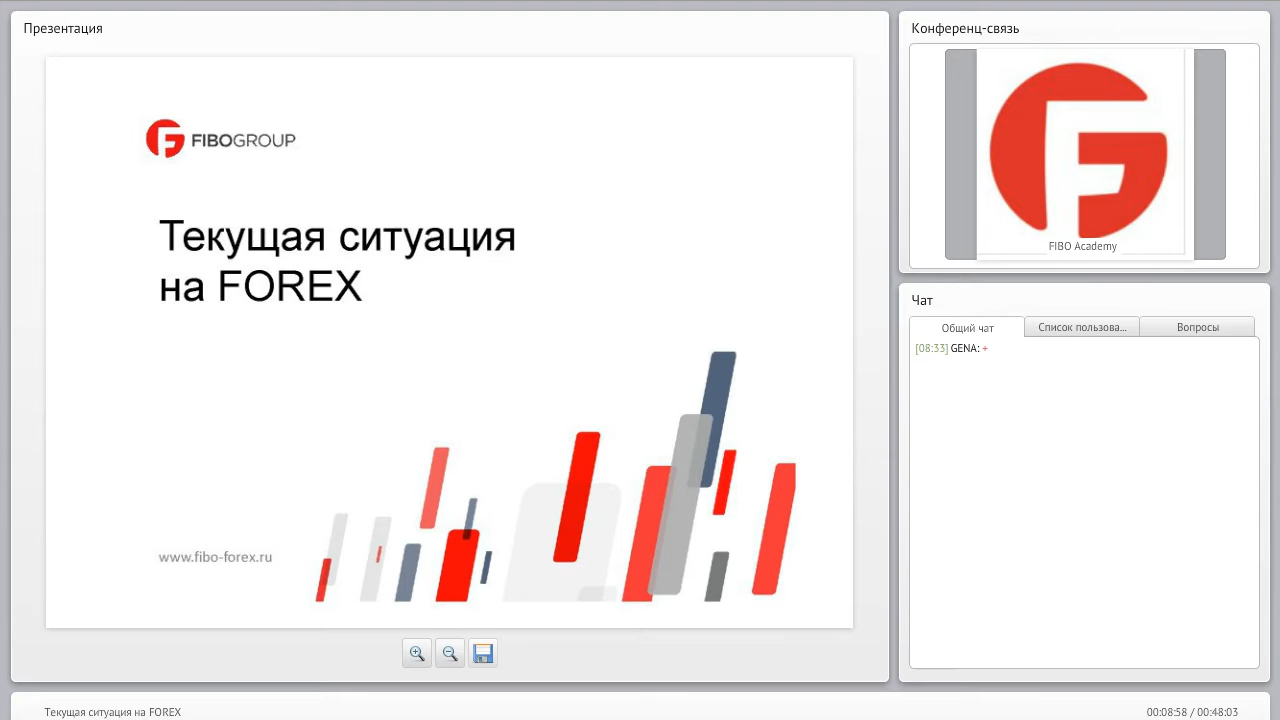 Презентация
FIBOGROUP
Текущая ситуация
на FOREX
www.fibo-forex.ru
Конференц-связь
FIBO Academy
Чат
Общий чат
Список пользова...
Вопросы
[08:33] GENA: +
Текущая ситуация на FOREX
00:08:58 / 00:48:03